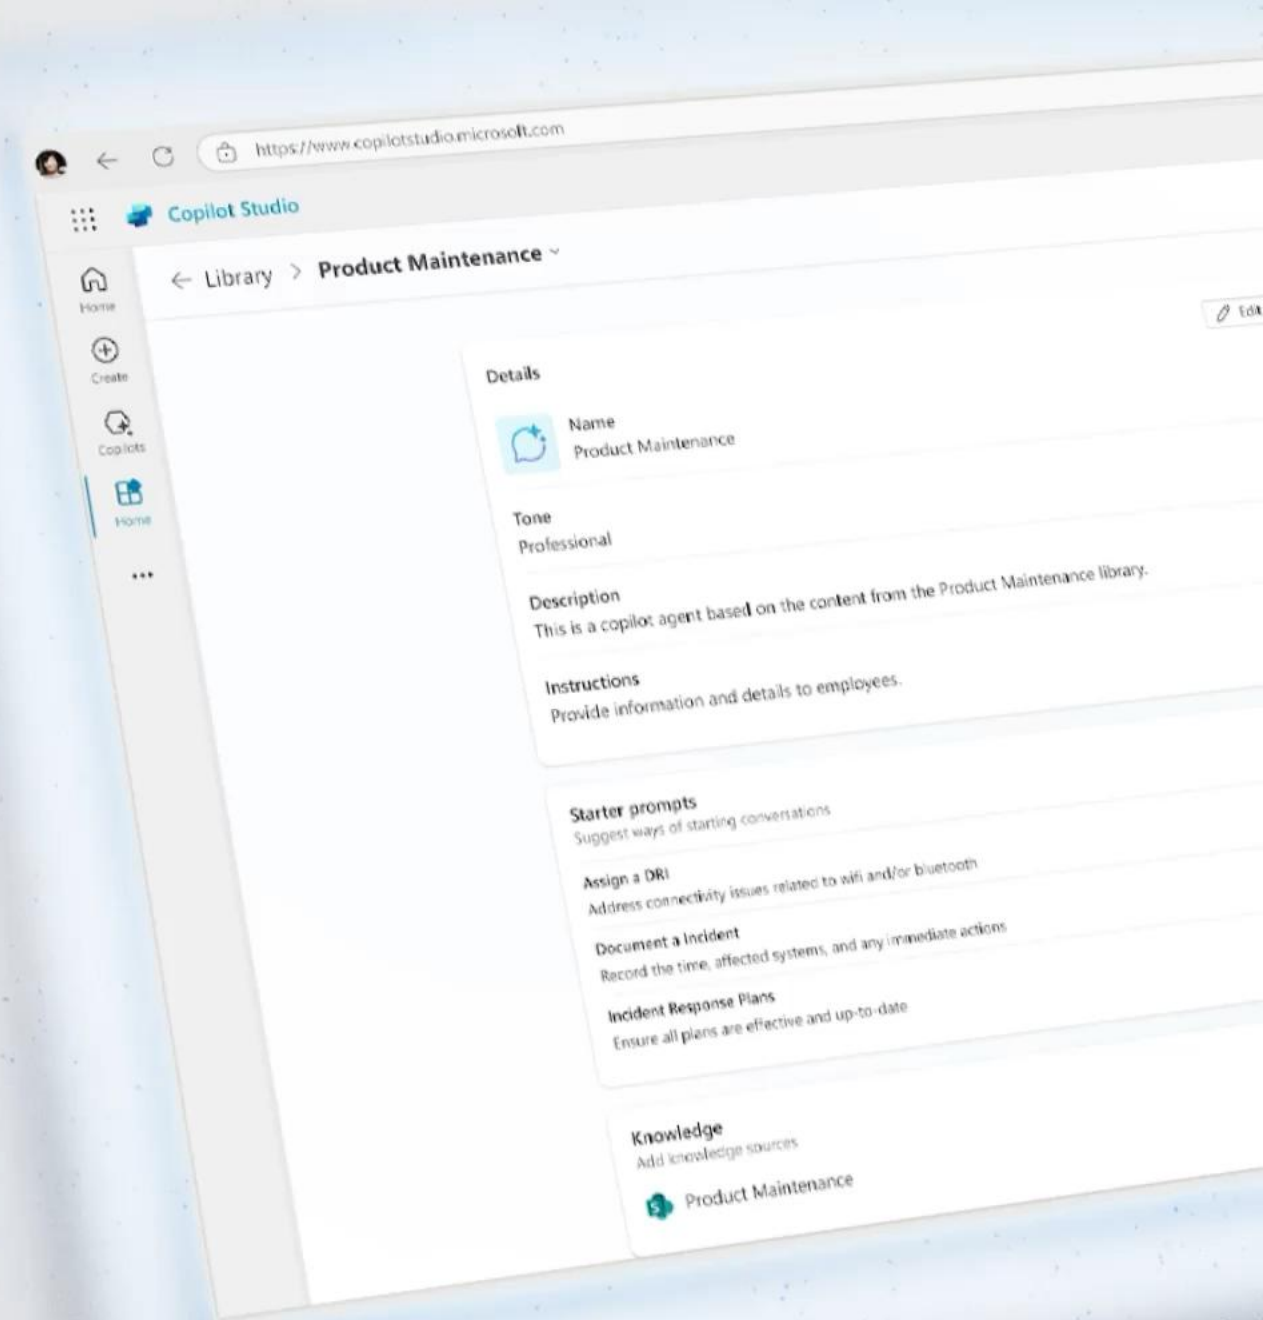 https://www.copilotstudio.microsoft.com
Copilot Studio
Library > Product Maintenance
Home
Create
Copilots
Home
Edit
Details
Name
Product Maintenance
Tone
Professional
Description
This is a copilot agent based on the content from the Product Maintenance library.
Instructions
Provide information and details to employees.
Starter prompts
Suggest ways of starting conversations
Assign a DRI
Address connectivity issues related to wifi and/or bluetooth
Document a Incident
Record the time, affected systems, and any immediate actions
Incident Response Plans
Ensure all plans are effective and up-to-date
Knowledge
Add knowledge sources
Product Maintenance